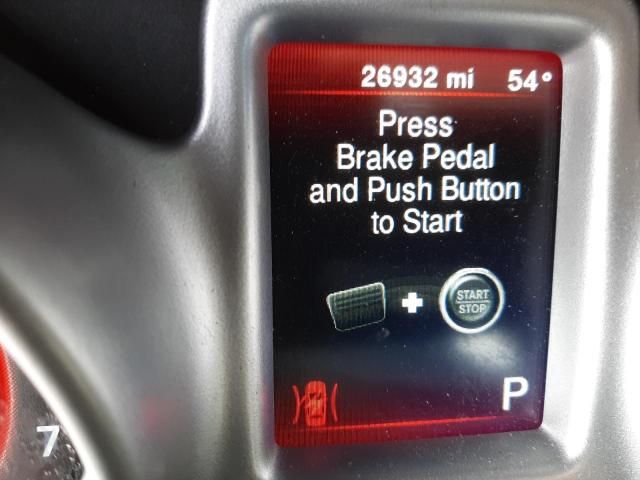 26932 mi 54°
Press
Brake Pedal
and Push Button
to Start
START
STOP
P
7